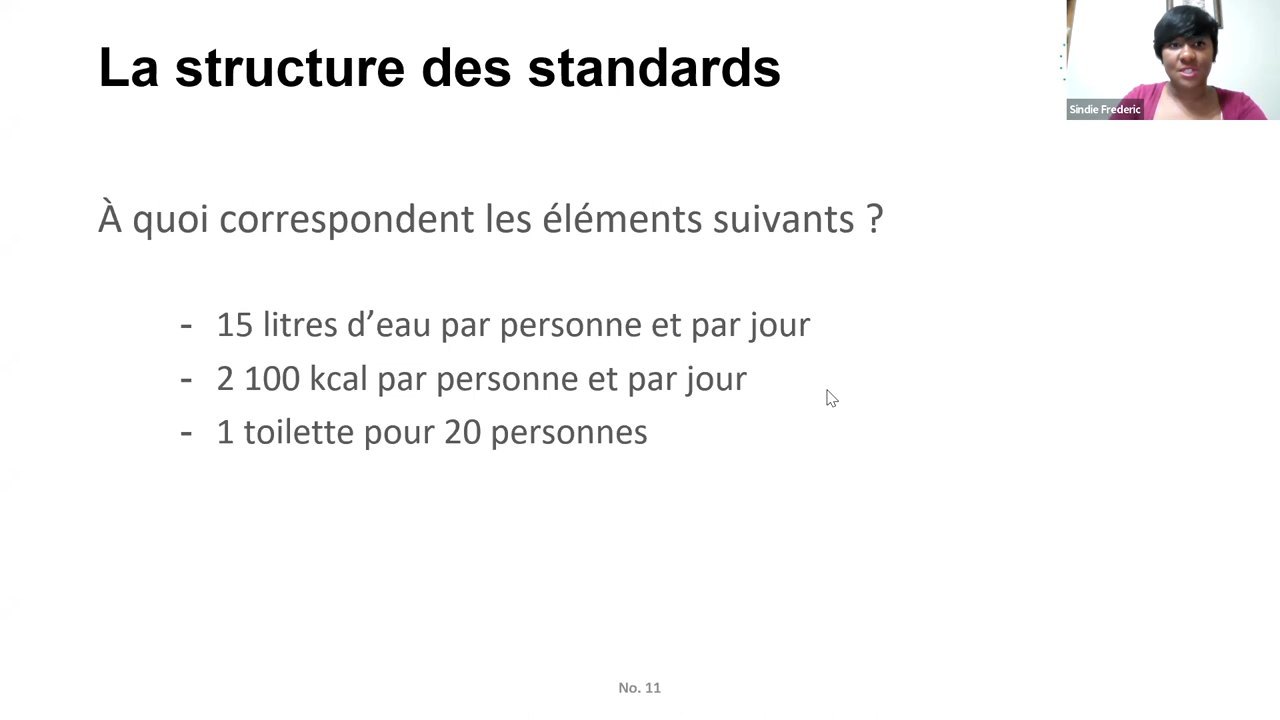 La structure des standards
Sindie Frederic
À quoi correspondent les éléments suivants ?
- 15 litres d’eau par personne et par jour
- 2 100 kcal par personne et par jour
- 1 toilette pour 20 personnes
No. 11